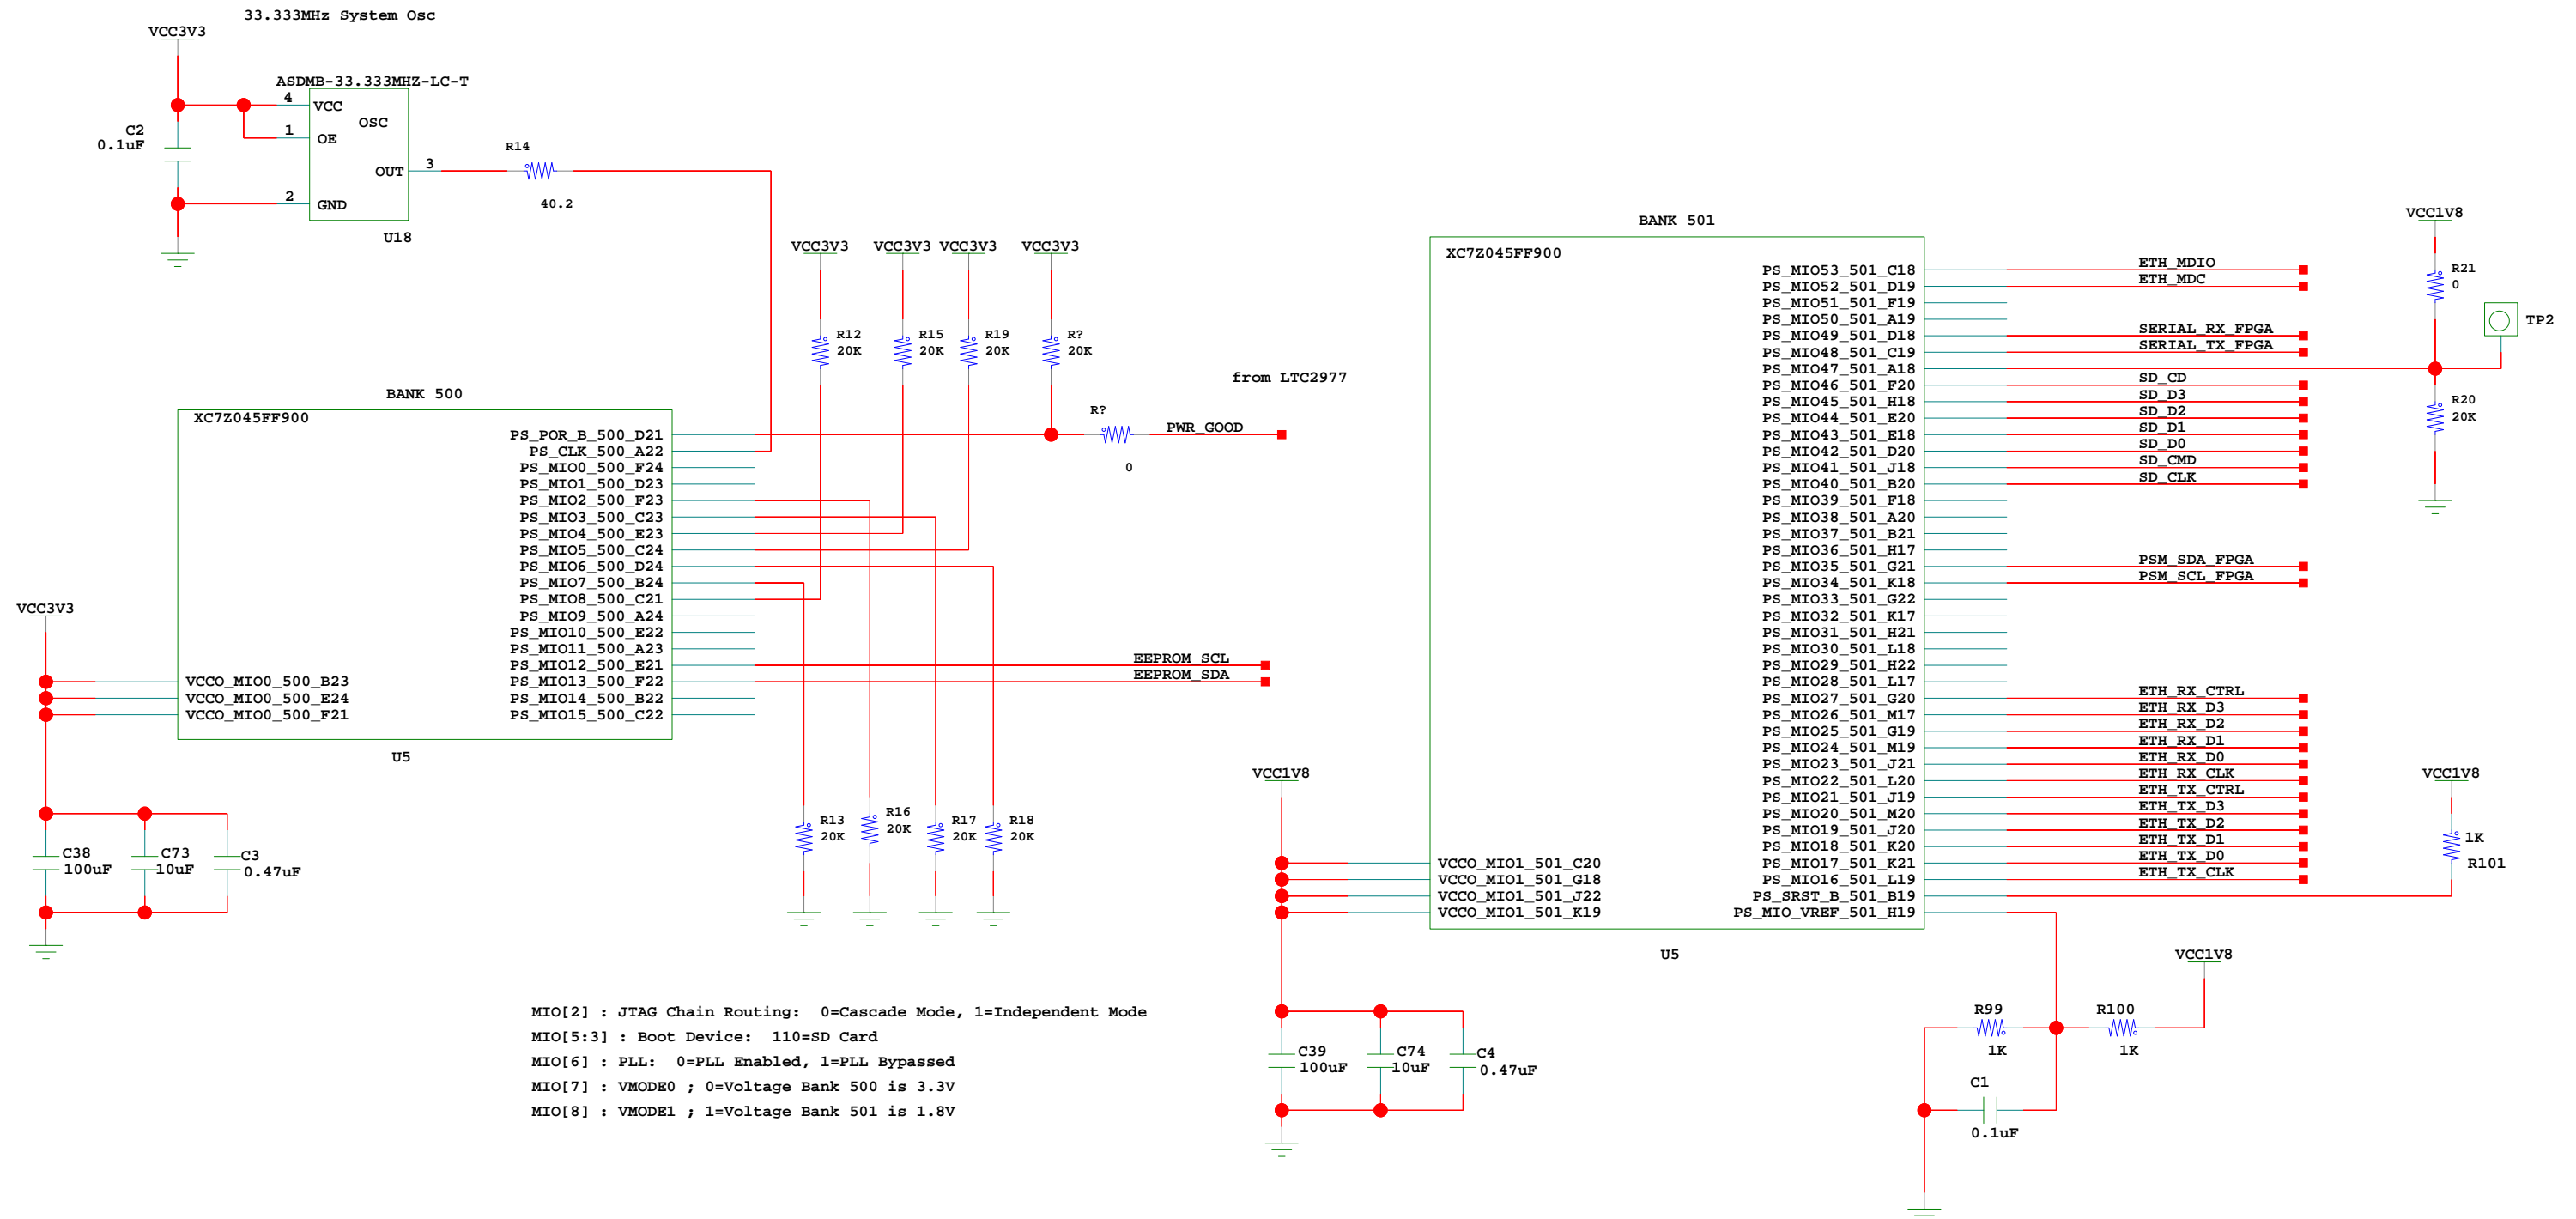 33.333MHz System Osc
VCC3V3
ASDMB-33.333MHZ-LC-T
4
VCC
OSC
C2
0.1uF
1
OE
R14
OUT
3
2
GND
40.2
U18
VCC3V3
VCC3V3
VCC3V3
VCC3V3
R12
20K
R15
20K
R19
20K
R?
20K
from LTC2977
BANK 500
XC7Z045FF900
R?
PWR_GOOD
0
PS_POR_B_500_D21
PS_CLK_500_A22
PS_MIO0_500_F24
PS_MIO1_500_D23
PS_MIO2_500_F23
PS_MIO3_500_C23
PS_MIO4_500_E23
PS_MIO5_500_C24
PS_MIO6_500_D24
PS_MIO7_500_B24
PS_MIO8_500_C21
PS_MIO9_500_A24
PS_MIO10_500_E22
PS_MIO11_500_A23
PS_MIO12_500_E21
PS_MIO13_500_F22
PS_MIO14_500_B22
PS_MIO15_500_C22
EEPROM_SCL
EEPROM_SDA
VCC3V3
VCCO_MIO0_500_B23
VCCO_MIO0_500_E24
VCCO_MIO0_500_F21
U5
C38
100uF
C73
10uF
C3
0.47uF
R13
20K
R16
20K
R17
20K
R18
20K
MIO[2] : JTAG Chain Routing:  0=Cascade Mode, 1=Independent Mode
MIO[5:3] : Boot Device:  110=SD Card
MIO[6] : PLL:  0=PLL Enabled, 1=PLL Bypassed
MIO[7] : VMODE0 ; 0=Voltage Bank 500 is 3.3V
MIO[8] : VMODE1 ; 1=Voltage Bank 501 is 1.8V
BANK 501
XC7Z045FF900
PS_MIO53_501_C18
PS_MIO52_501_D19
PS_MIO51_501_F19
PS_MIO50_501_A19
PS_MIO49_501_D18
PS_MIO48_501_C19
PS_MIO47_501_A18
PS_MIO46_501_F20
PS_MIO45_501_H18
PS_MIO44_501_E20
PS_MIO43_501_E18
PS_MIO42_501_D20
PS_MIO41_501_J18
PS_MIO40_501_B20
PS_MIO39_501_F18
PS_MIO38_501_A20
PS_MIO37_501_B21
PS_MIO36_501_H17
PS_MIO35_501_G21
PS_MIO34_501_K18
PS_MIO33_501_G22
PS_MIO32_501_K17
PS_MIO31_501_H21
PS_MIO30_501_L18
PS_MIO29_501_H22
PS_MIO28_501_L17
PS_MIO27_501_G20
PS_MIO26_501_M17
PS_MIO25_501_G19
PS_MIO24_501_M19
PS_MIO23_501_J21
PS_MIO22_501_L20
PS_MIO21_501_J19
PS_MIO20_501_M20
PS_MIO19_501_J20
PS_MIO18_501_K20
PS_MIO17_501_K21
PS_MIO16_501_L19
PS_SRST_B_501_B19
PS_MIO_VREF_501_H19
ETH_MDIO
ETH_MDC
SERIAL_RX_FPGA
SERIAL_TX_FPGA
SD_CD
SD_D3
SD_D2
SD_D1
SD_D0
SD_CMD
SD_CLK
PSM_SDA_FPGA
PSM_SCL_FPGA
ETH_RX_CTRL
ETH_RX_D3
ETH_RX_D2
ETH_RX_D1
ETH_RX_D0
ETH_RX_CLK
ETH_TX_CTRL
ETH_TX_D3
ETH_TX_D2
ETH_TX_D1
ETH_TX_D0
ETH_TX_CLK
VCC1V8
R21
0
TP2
R20
20K
VCC1V8
VCCO_MIO1_501_C20
VCCO_MIO1_501_G18
VCCO_MIO1_501_J22
VCCO_MIO1_501_K19
U5
C39
100uF
C74
10uF
C4
0.47uF
VCC1V8
1K
R101
VCC1V8
R99
1K
R100
1K
C1
0.1uF